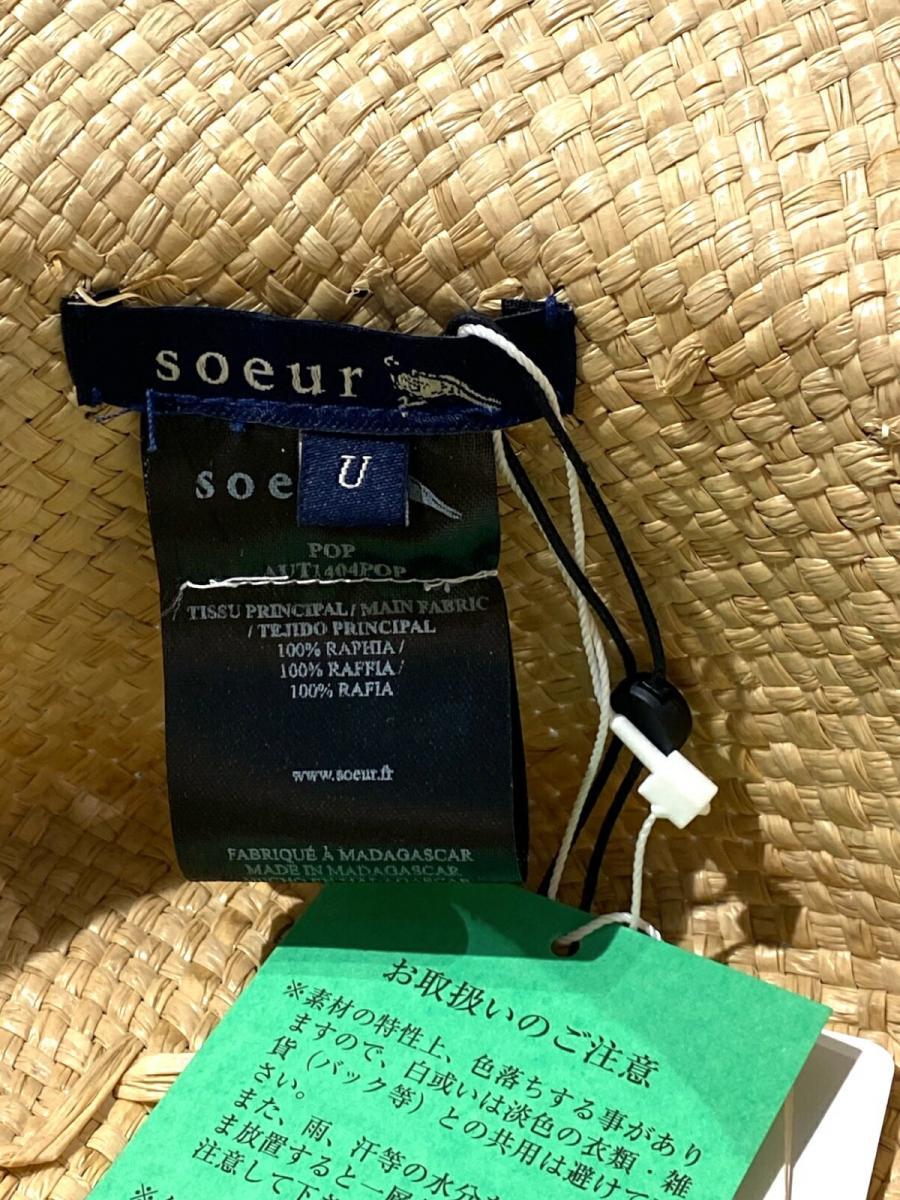 soeur
soe
U
POP
AUT1404POP
TISSU PRINCIPAL / MAIN FABRIC
/ TEJIDO PRINCIPAL
100% RAPHIA /
100% RAFFIA /
100% RAFIA
www.soeur.fr
FABRIQUÉ À MADAGASCAR
MADE IN MADAGASCAR
お取扱いのご注意
※素材の特性上、色落ちする事があり
ますので、白或いは淡色の衣類・雑
貨（バック等）との共用は避けて
さい。
また、雨、汗等の水分
ま放置すると一層
注意して下